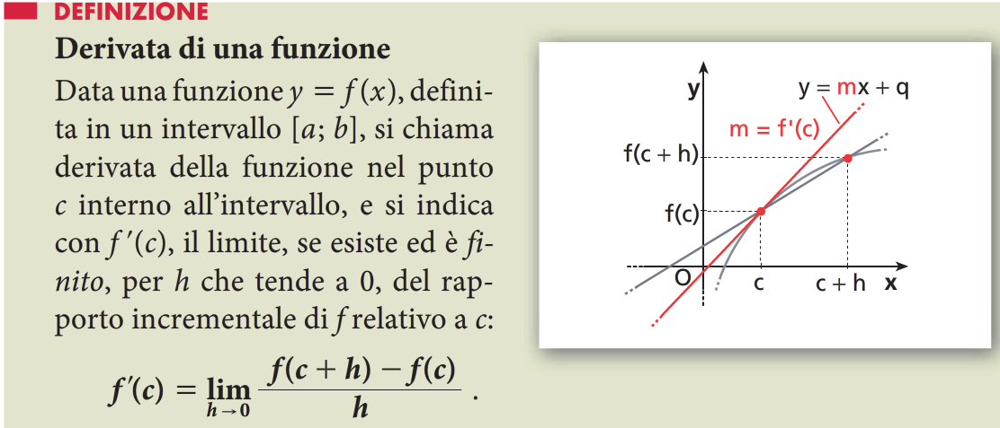 DEFINIZIONE
Derivata di una funzione
Data una funzione y = f(x), defini-
ta in un intervallo [a; b], si chiama
derivata della funzione nel punto
c interno all'intervallo, e si indica
con f′(c), il limite, se esiste ed è fi-
nito, per h che tende a 0, del rap-
porto incrementale di f relativo a c:
f′(c) = lim h→0 f(c + h) − f(c) / h .
y
y = mx + q
m = f'(c)
f(c + h)
f(c)
O
c
c + h
x